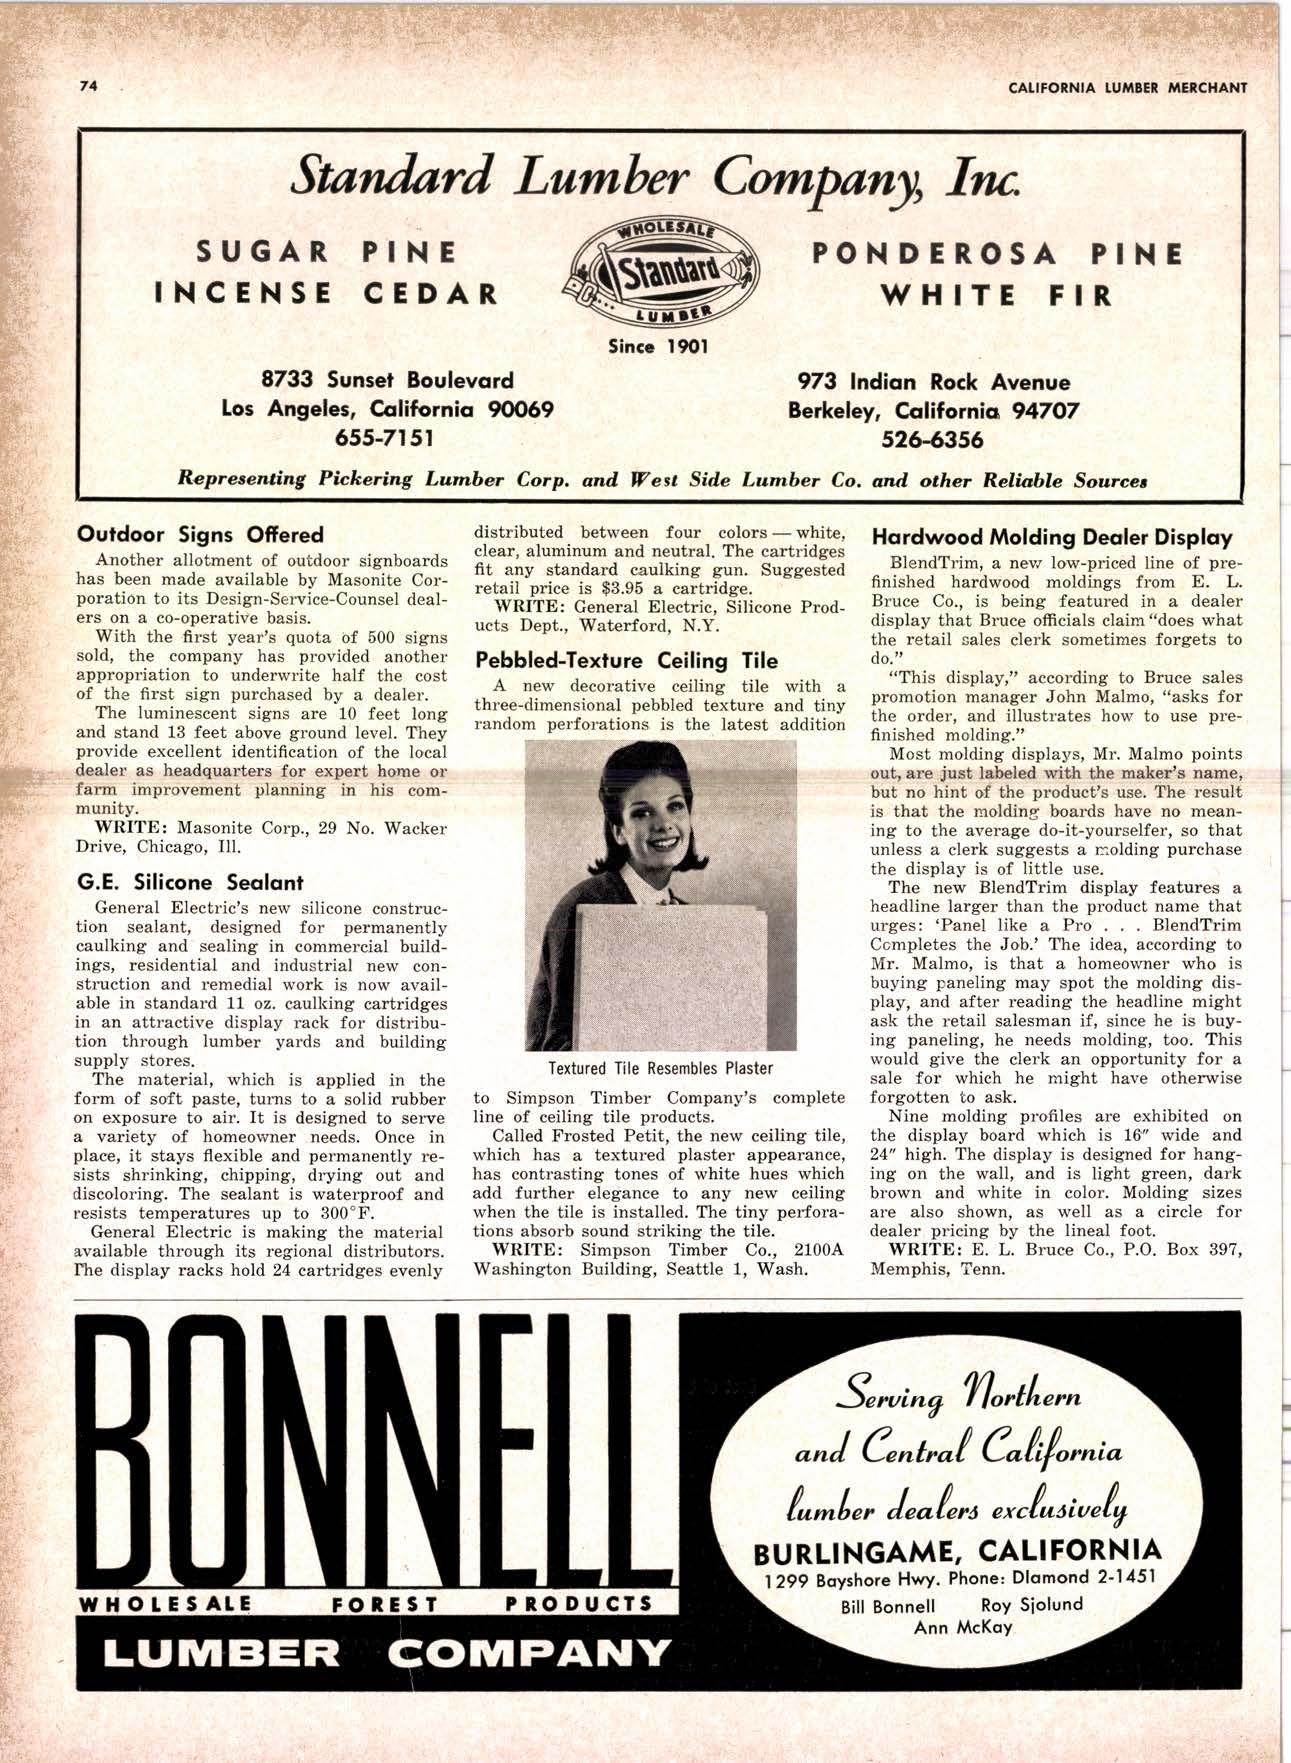 74
CALIFORNIA LUMBER MERCHANT
Standard Lumber Company, Inc.
SUGAR PINE
INCENSE CEDAR
WHOLESALE
Standard
LUMBER
Since 1901
PONDEROSA PINE
WHITE FIR
8733 Sunset Boulevard
Los Angeles, California 90069
655-7151
973 Indian Rock Avenue
Berkeley, California 94707
526-6356
Representing Pickering Lumber Corp. and West Side Lumber Co. and other Reliable Sources
Outdoor Signs Offered
Another allotment of outdoor signboards
has been made available by Masonite Cor-
poration to its Design-Service-Counsel deal-
ers on a co-operative basis.
With the first year's quota of 500 signs
sold, the company has provided another
appropriation to underwrite half the cost
of the first sign purchased by a dealer.
The luminescent signs are 10 feet long
and stand 13 feet above ground level. They
provide excellent identification of the local
dealer as headquarters for expert home or
farm improvement planning in his com-
munity.
WRITE: Masonite Corp., 29 No. Wacker
Drive, Chicago, Ill.
G.E. Silicone Sealant
General Electric's new silicone construc-
tion sealant, designed for permanently
caulking and sealing in commercial build-
ings, residential and industrial new con-
struction and remedial work is now avail-
able in standard 11 oz. caulking cartridges
in an attractive display rack for distribu-
tion through lumber yards and building
supply stores.
The material, which is applied in the
form of soft paste, turns to a solid rubber
on exposure to air. It is designed to serve
a variety of homeowner needs. Once in
place, it stays flexible and permanently re-
sists shrinking, chipping, drying out and
discoloring. The sealant is waterproof and
resists temperatures up to 300°F.
General Electric is making the material
available through its regional distributors.
The display racks hold 24 cartridges evenly
distributed between four colors — white,
clear, aluminum and neutral. The cartridges
fit any standard caulking gun. Suggested
retail price is $3.95 a cartridge.
WRITE: General Electric, Silicone Prod-
ucts Dept., Waterford, N.Y.
Pebbled-Texture Ceiling Tile
A new decorative ceiling tile with a
three-dimensional pebbled texture and tiny
random perforations is the latest addition
Textured Tile Resembles Plaster
to Simpson Timber Company's complete
line of ceiling tile products.
Called Frosted Petit, the new ceiling tile,
which has a textured plaster appearance,
has contrasting tones of white hues which
add further elegance to any new ceiling
when the tile is installed. The tiny perfora-
tions absorb sound striking the tile.
WRITE: Simpson Timber Co., 2100A
Washington Building, Seattle 1, Wash.
Hardwood Molding Dealer Display
BlendTrim, a new low-priced line of pre-
finished hardwood moldings from E. L.
Bruce Co., is being featured in a dealer
display that Bruce officials claim "does what
the retail sales clerk sometimes forgets to
do."
"This display," according to Bruce sales
promotion manager John Malmo, "asks for
the order, and illustrates how to use pre-
finished molding."
Most molding displays, Mr. Malmo points
out, are just labeled with the maker's name,
but no hint of the product's use. The result
is that the molding boards have no mean-
ing to the average do-it-yourselfer, so that
unless a clerk suggests a molding purchase
the display is of little use.
The new BlendTrim display features a
headline larger than the product name that
urges: 'Panel like a Pro . . . BlendTrim
Completes the Job.' The idea, according to
Mr. Malmo, is that a homeowner who is
buying paneling may spot the molding dis-
play, and after reading the headline might
ask the retail salesman if, since he is buy-
ing paneling, he needs molding, too. This
would give the clerk an opportunity for a
sale for which he might have otherwise
forgotten to ask.
Nine molding profiles are exhibited on
the display board which is 16" wide and
24" high. The display is designed for hang-
ing on the wall, and is light green, dark
brown and white in color. Molding sizes
are also shown, as well as a circle for
dealer pricing by the lineal foot.
WRITE: E. L. Bruce Co., P.O. Box 397,
Memphis, Tenn.
BONNELL
WHOLESALE FOREST PRODUCTS
LUMBER COMPANY
Serving Northern
and Central California
lumber dealers exclusively
BURLINGAME, CALIFORNIA
1299 Bayshore Hwy. Phone: DIamond 2-1451
Bill Bonnell Roy Sjolund
Ann McKay